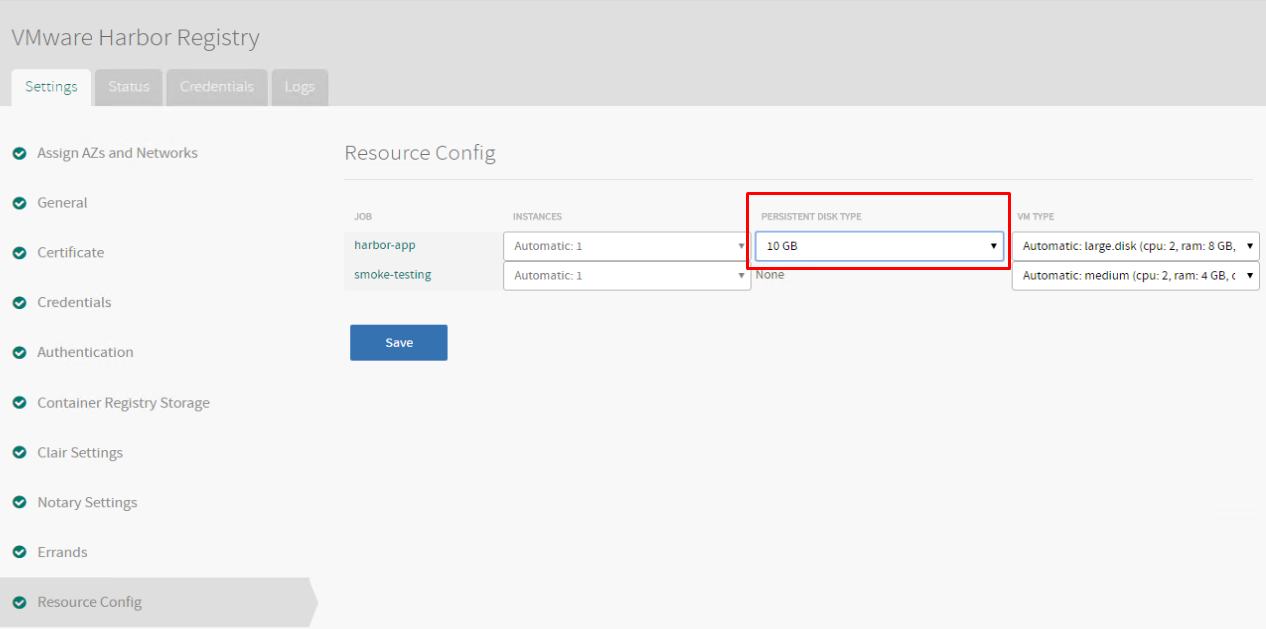 VMware Harbor Registry
Settings Status Credentials Logs
Assign AZs and Networks
General
Certificate
Credentials
Authentication
Container Registry Storage
Clair Settings
Notary Settings
Errands
Resource Config
Resource Config
JOB INSTANCES PERSISTENT DISK TYPE VM TYPE
harbor-app Automatic: 1 10 GB Automatic: large.disk (cpu: 2, ram: 8 GB,
smoke-testing Automatic: 1 None Automatic: medium (cpu: 2, ram: 4 GB,
Save